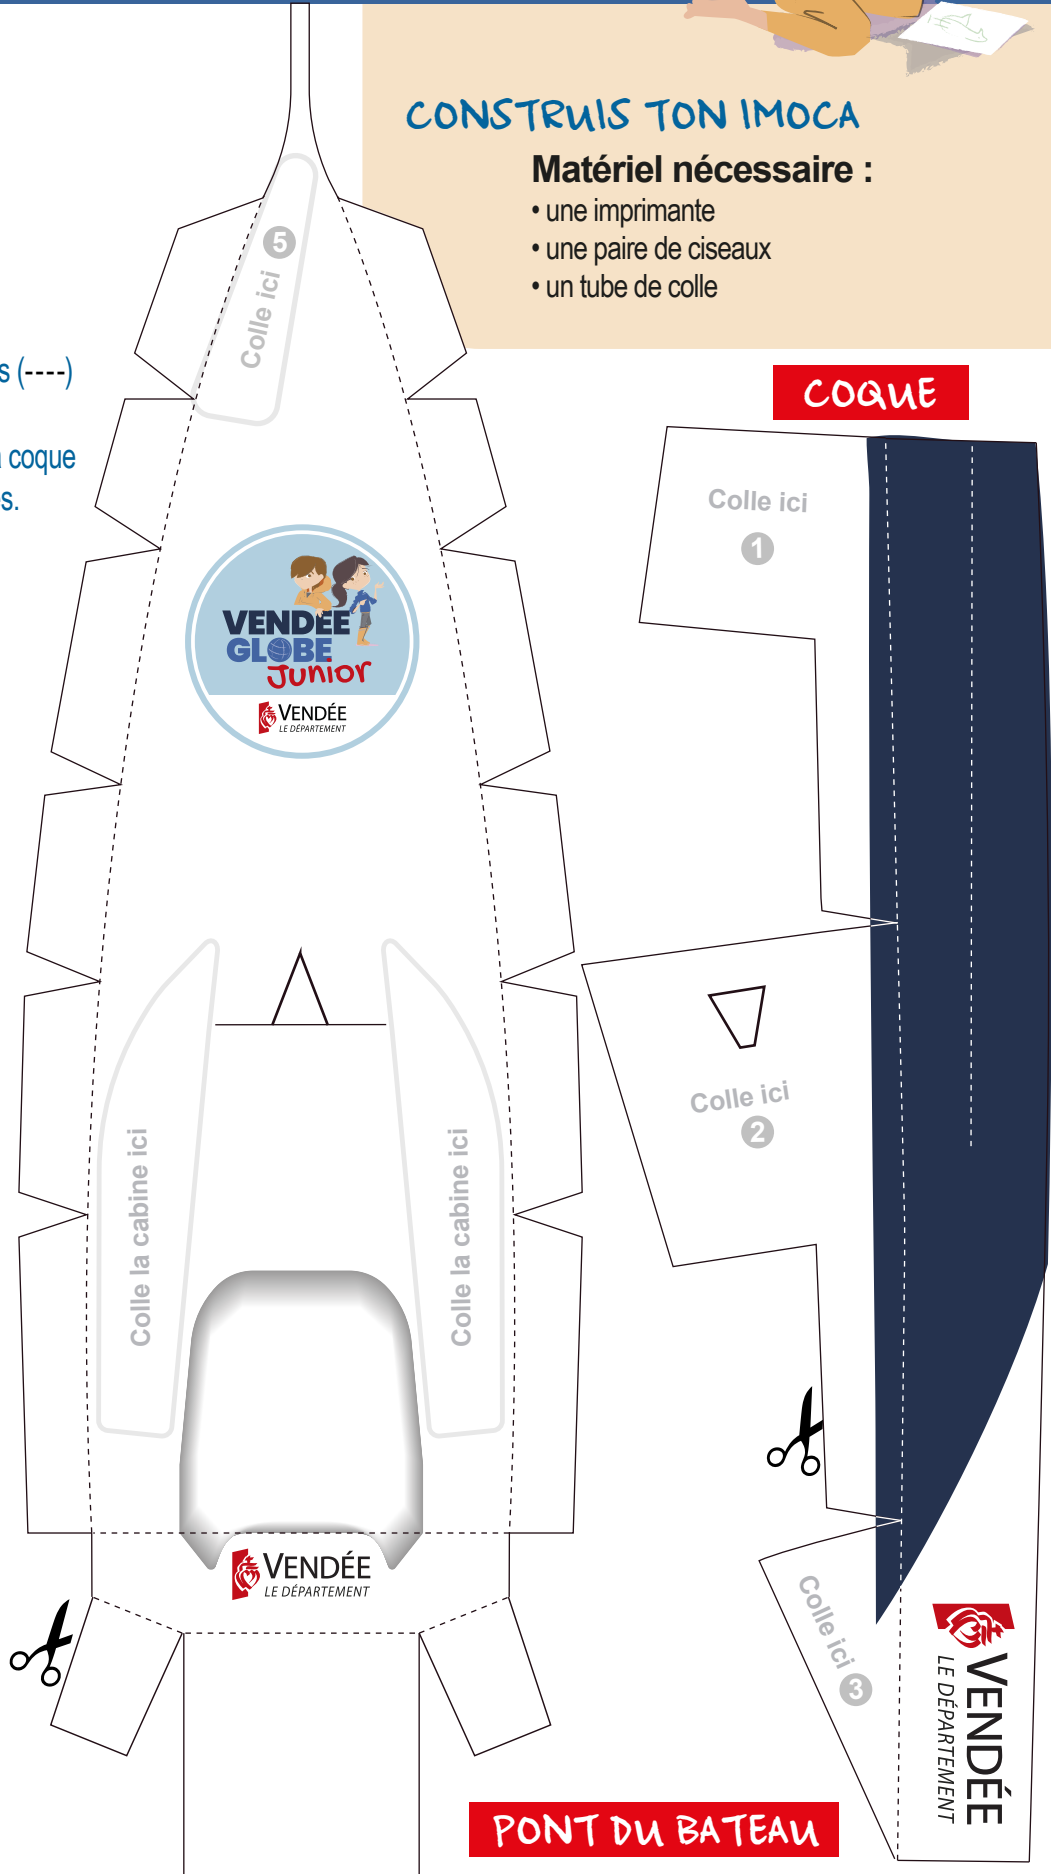 CONSTRUIS TON IMOCA
Matériel nécessaire :
• une imprimante
• une paire de ciseaux
• un tube de colle
s (----)
coque
s.
5
Colle ici
VENDÉE
GLOBE
Junior
VENDÉE
LE DÉPARTEMENT
Colle la cabine ici
Colle la cabine ici
VENDÉE
LE DÉPARTEMENT
PONT DU BATEAU
COQUE
Colle ici
1
Colle ici
2
Colle ici 3
VENDÉE
LE DÉPARTEMENT